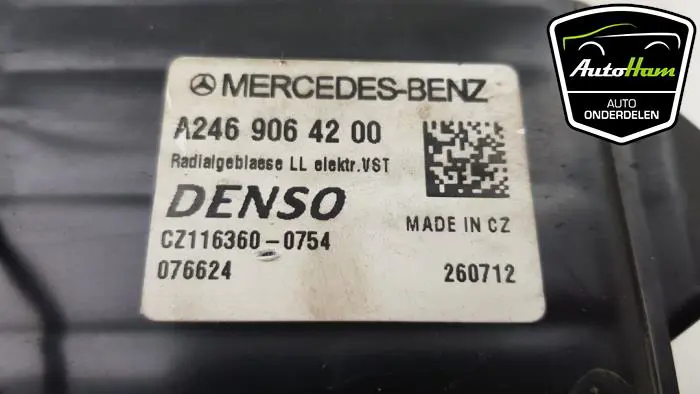 MERCEDES-BENZ
A246 906 42 00
Radialgeblaese LL elektr.VST
DENSO
MADE IN CZ
CZ116360-0754
076624
260712
AutoHam
AUTO
ONDERDELEN